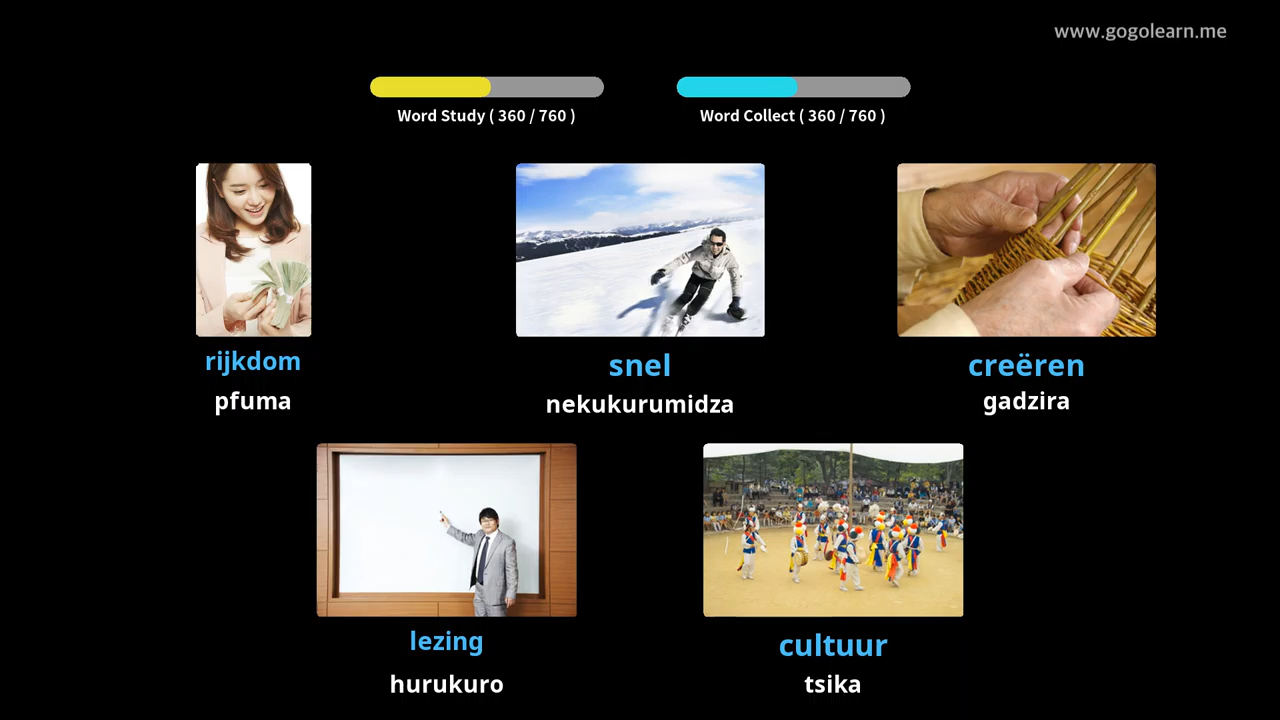 www.gogolearn.me
Word Study ( 360 / 760 )
Word Collect ( 360 / 760 )
rijkdom
pfuma
snel
nekukurumidza
creëren
gadzira
lezing
hurukuro
cultuur
tsika